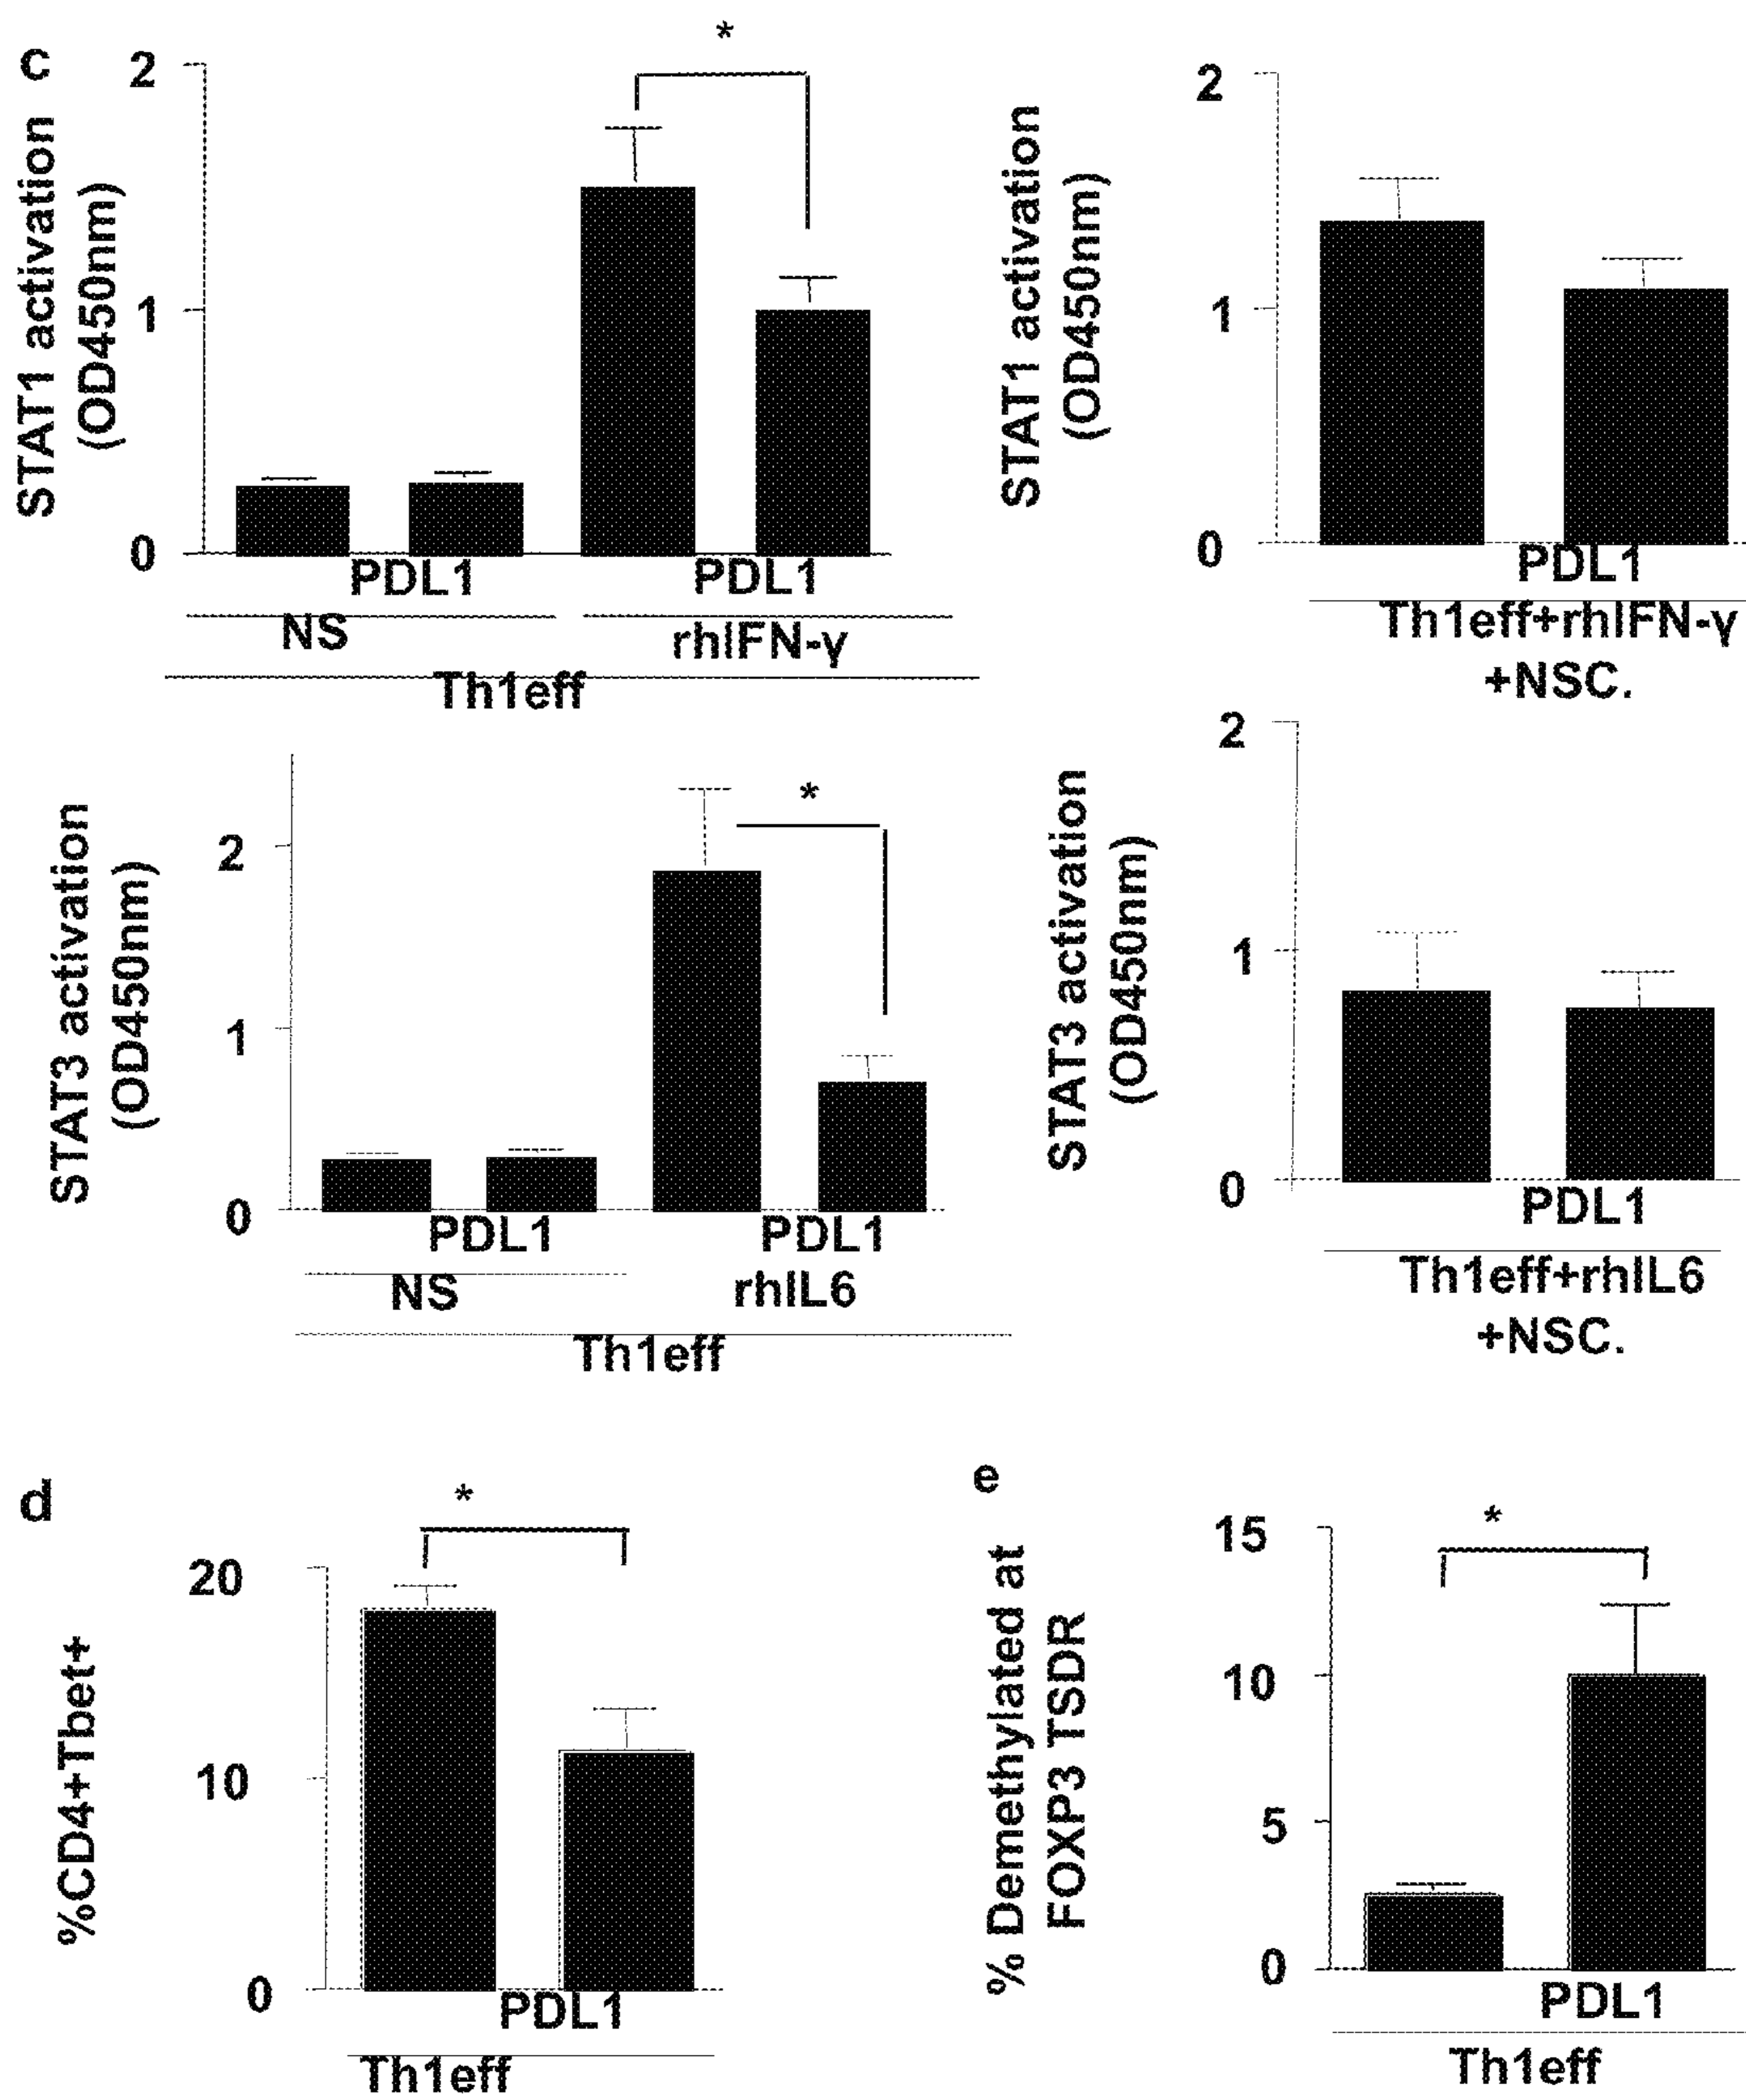 c
STAT1 activation
(OD450nm)
2
1
0
*
PDL1
PDL1
NS
rhIFN-γ
Th1eff
STAT1 activation
(OD450nm)
2
1
0
PDL1
Th1eff+rhIFN-γ
+NSC.
STAT3 activation
(OD450nm)
2
1
0
*
PDL1
PDL1
NS
rhIL6
Th1eff
STAT3 activation
(OD450nm)
2
1
0
PDL1
Th1eff+rhIL6
+NSC.
d
%CD4+Tbet+
20
10
0
*
PDL1
Th1eff
e
% Demethylated at
FOXP3 TSDR
15
10
5
0
*
PDL1
Th1eff